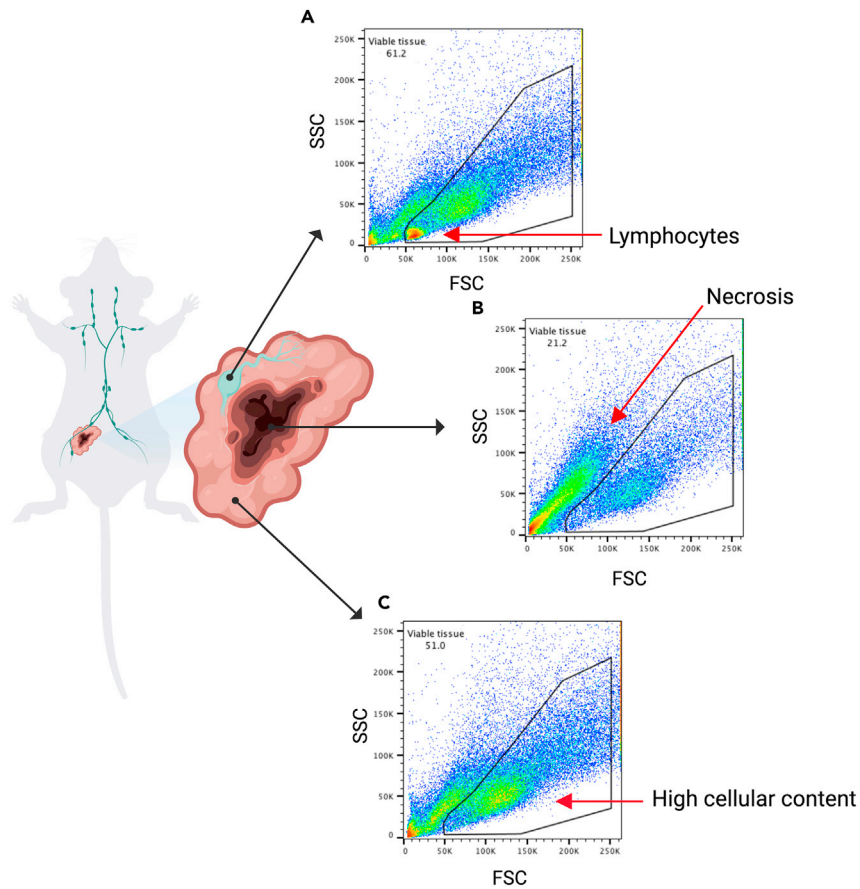 A
Viable tissue
61.2
250K
200K
150K
100K
50K
0
SSC
0 50K 100K 150K 200K 250K
FSC
Lymphocytes
Necrosis
B
Viable tissue
21.2
250K
200K
150K
100K
50K
0
SSC
0 50K 100K 150K 200K 250K
FSC
C
Viable tissue
51.0
250K
200K
150K
100K
50K
0
SSC
0 50K 100K 150K 200K 250K
FSC
High cellular content